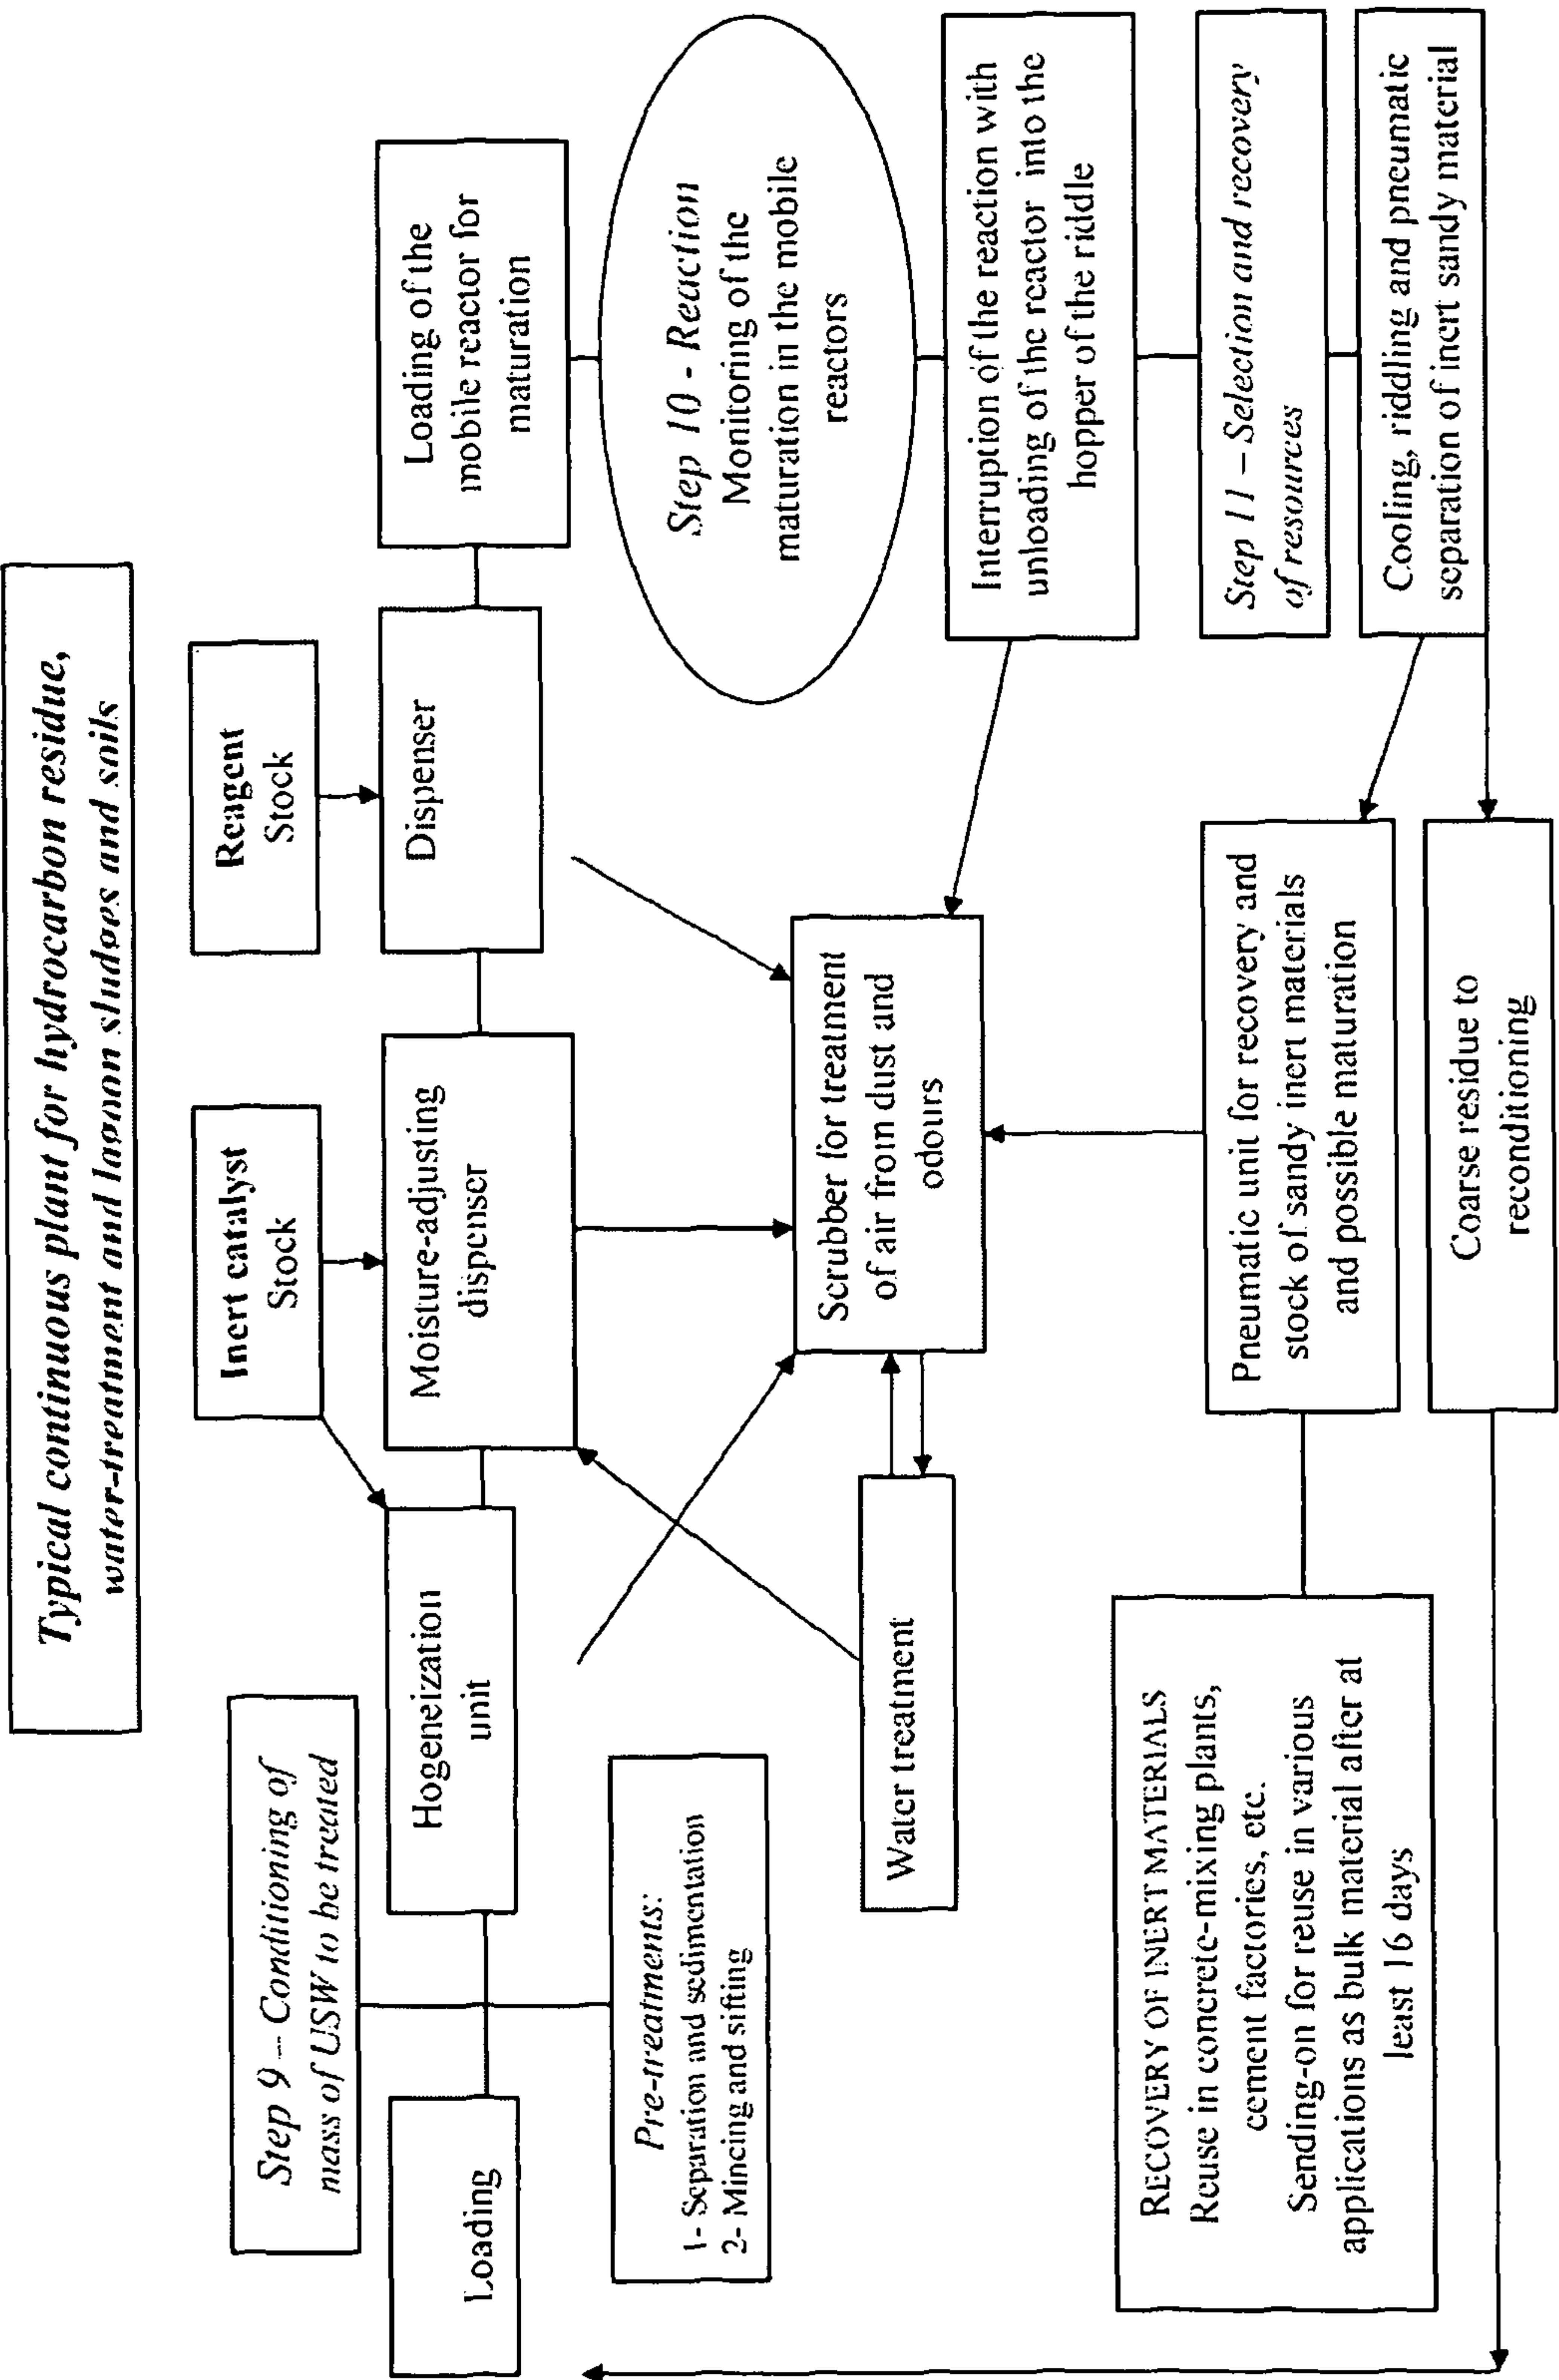 Typical continuous plant for hydrocarbon residue,
water-treatment and lagoon sludges and soils
Step 9 – Conditioning of
mass of USW to be treated
Inert catalyst
Stock
Reagent
Stock
Loading
Hogeneization
unit
Moisture-adjusting
dispenser
Dispenser
Loading of the
mobile reactor for
maturation
Pre-treatments:
1- Separation and sedimentation
2- Mincing and sifting
Step 10 - Reaction
Monitoring of the
maturation in the mobile
reactors
Water treatment
Scrubber for treatment
of air from dust and
odours
Interruption of the reaction with
unloading of the reactor into the
hopper of the riddle
Step 11 – Selection and recovery
of resources
RECOVERY OF INERT MATERIALS
Reuse in concrete-mixing plants,
cement factories, etc.
Sending-on for reuse in various
applications as bulk material after at
least 16 days
Pneumatic unit for recovery and
stock of sandy inert materials
and possible maturation
Cooling, riddling and pneumatic
separation of inert sandy material
Coarse residue to
reconditioning